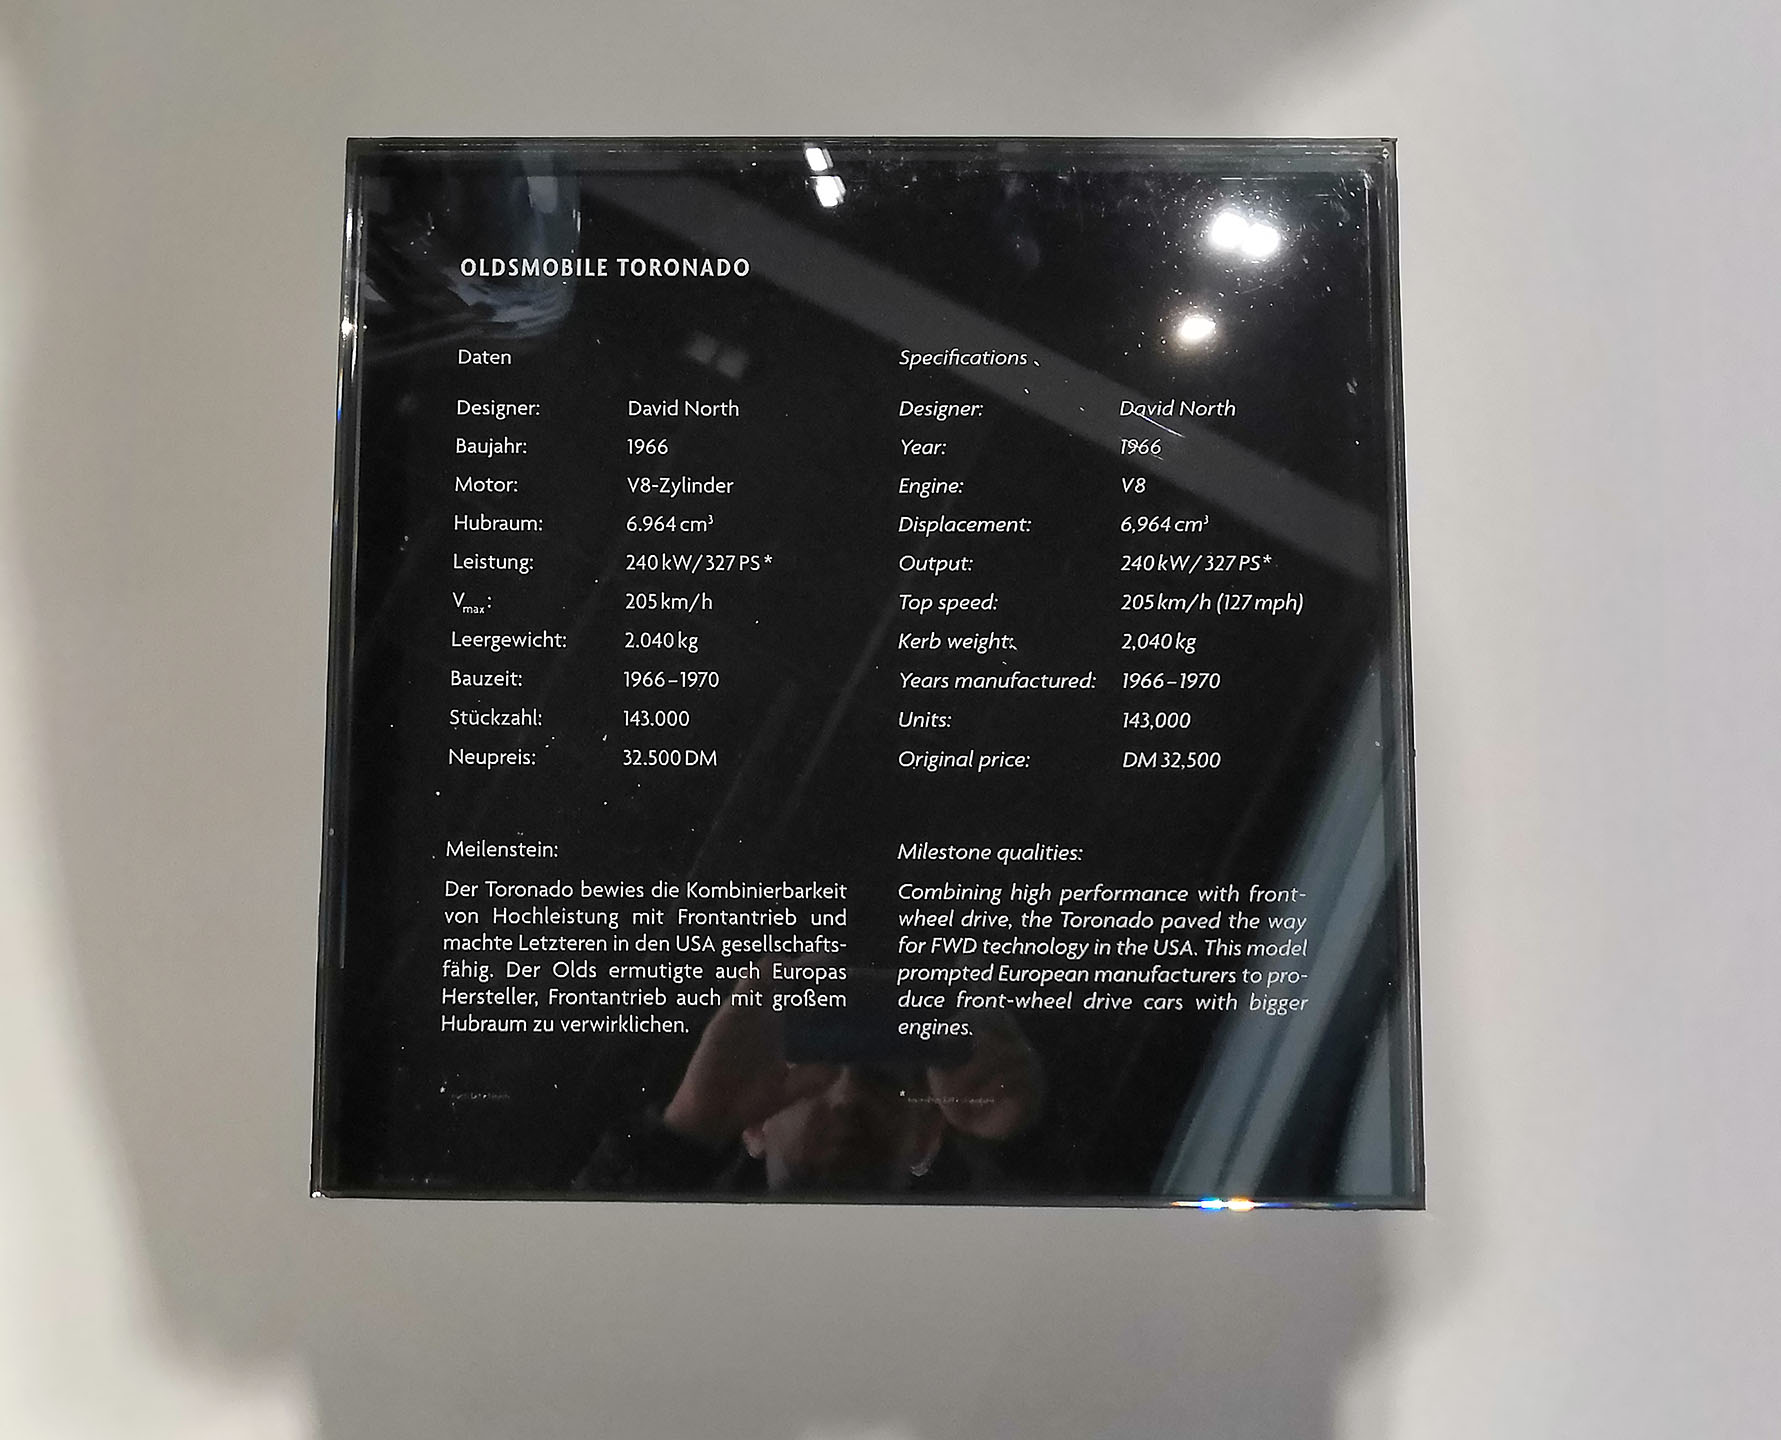 OLDSMOBILE TORONADO
Daten
Designer: David North
Baujahr: 1966
Motor: V8-Zylinder
Hubraum: 6.964 cm³
Leistung: 240 kW/327 PS*
Vmax: 205 km/h
Leergewicht: 2.040 kg
Bauzeit: 1966–1970
Stückzahl: 143.000
Neupreis: 32.500 DM
Meilenstein:
Der Toronado bewies die Kombinierbarkeit
von Hochleistung mit Frontantrieb und
machte Letzteren in den USA gesellschafts-
fähig. Der Olds ermutigte auch Europas
Hersteller, Frontantrieb auch mit großem
Hubraum zu verwirklichen.
*
Specifications
Designer: David North
Year: 1966
Engine: V8
Displacement: 6,964 cm³
Output: 240 kW/327 PS*
Top speed: 205 km/h (127 mph)
Kerb weight: 2,040 kg
Years manufactured: 1966–1970
Units: 143,000
Original price: DM 32,500
Milestone qualities:
Combining high performance with front-
wheel drive, the Toronado paved the way
for FWD technology in the USA. This model
prompted European manufacturers to pro-
duce front-wheel drive cars with bigger
engines.
*